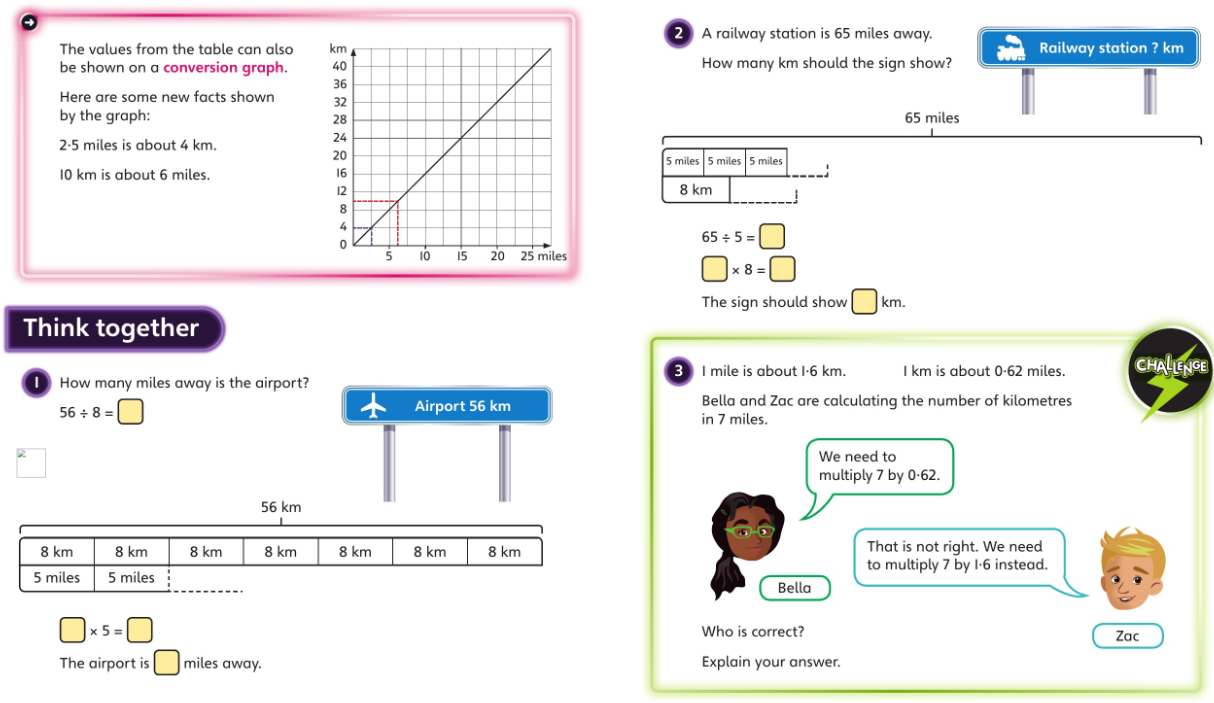 The values from the table can also
be shown on a conversion graph.
Here are some new facts shown
by the graph:
2·5 miles is about 4 km.
10 km is about 6 miles.
km
40
36
32
28
24
20
16
12
8
4
0
5 10 15 20 25 miles
Think together
1 How many miles away is the airport?
56 ÷ 8 =
Airport 56 km
56 km
8 km 8 km 8 km 8 km 8 km 8 km 8 km
5 miles 5 miles
× 5 =
The airport is miles away.
2 A railway station is 65 miles away.
How many km should the sign show?
Railway station ? km
65 miles
5 miles 5 miles 5 miles
8 km
65 ÷ 5 =
× 8 =
The sign should show km.
CHALLENGE
3 1 mile is about 1·6 km. 1 km is about 0·62 miles.
Bella and Zac are calculating the number of kilometres
in 7 miles.
We need to
multiply 7 by 0·62.
Bella
That is not right. We need
to multiply 7 by 1·6 instead.
Zac
Who is correct?
Explain your answer.